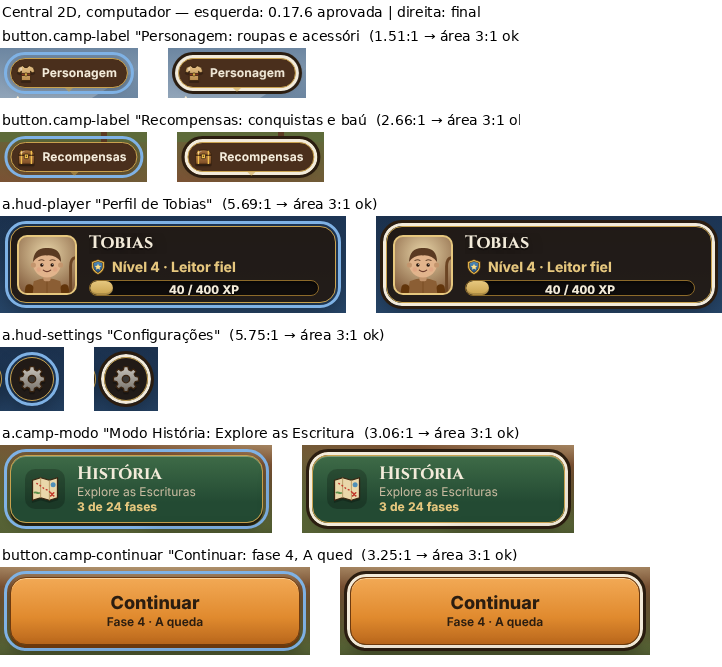 Central 2D, computador — esquerda: 0.17.6 aprovada | direita: final
button.camp-label "Personagem: roupas e acessóri  (1.51:1 → área 3:1 ok
Personagem
Personagem
button.camp-label "Recompensas: conquistas e baú  (2.66:1 → área 3:1 ol
Recompensas
Recompensas
a.hud-player "Perfil de Tobias"  (5.69:1 → área 3:1 ok)
Tobias
Nível 4 · Leitor fiel
40 / 400 XP
Tobias
Nível 4 · Leitor fiel
40 / 400 XP
a.hud-settings "Configurações"  (5.75:1 → área 3:1 ok)
a.camp-modo "Modo História: Explore as Escritura  (3.06:1 → área 3:1 ok)
História
Explore as Escrituras
3 de 24 fases
História
Explore as Escrituras
3 de 24 fases
button.camp-continuar "Continuar: fase 4, A qued  (3.25:1 → área 3:1 ok)
Continuar
Fase 4 · A queda
Continuar
Fase 4 · A queda